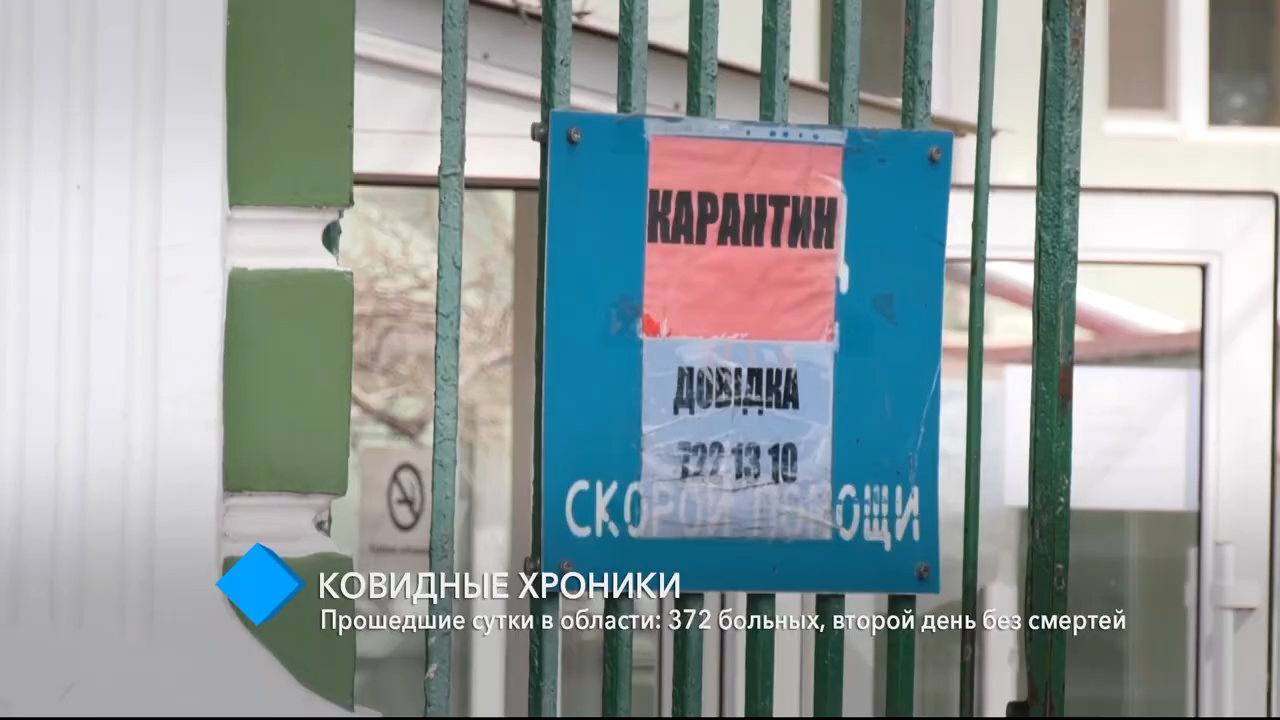 КАРАНТИН
ДОВІДКА
722 13 10
СКОРОЙ ПОМОЩИ
КОВИДНЫЕ ХРОНИКИ
Прошедшие сутки в области: 372 больных, второй день без смертей